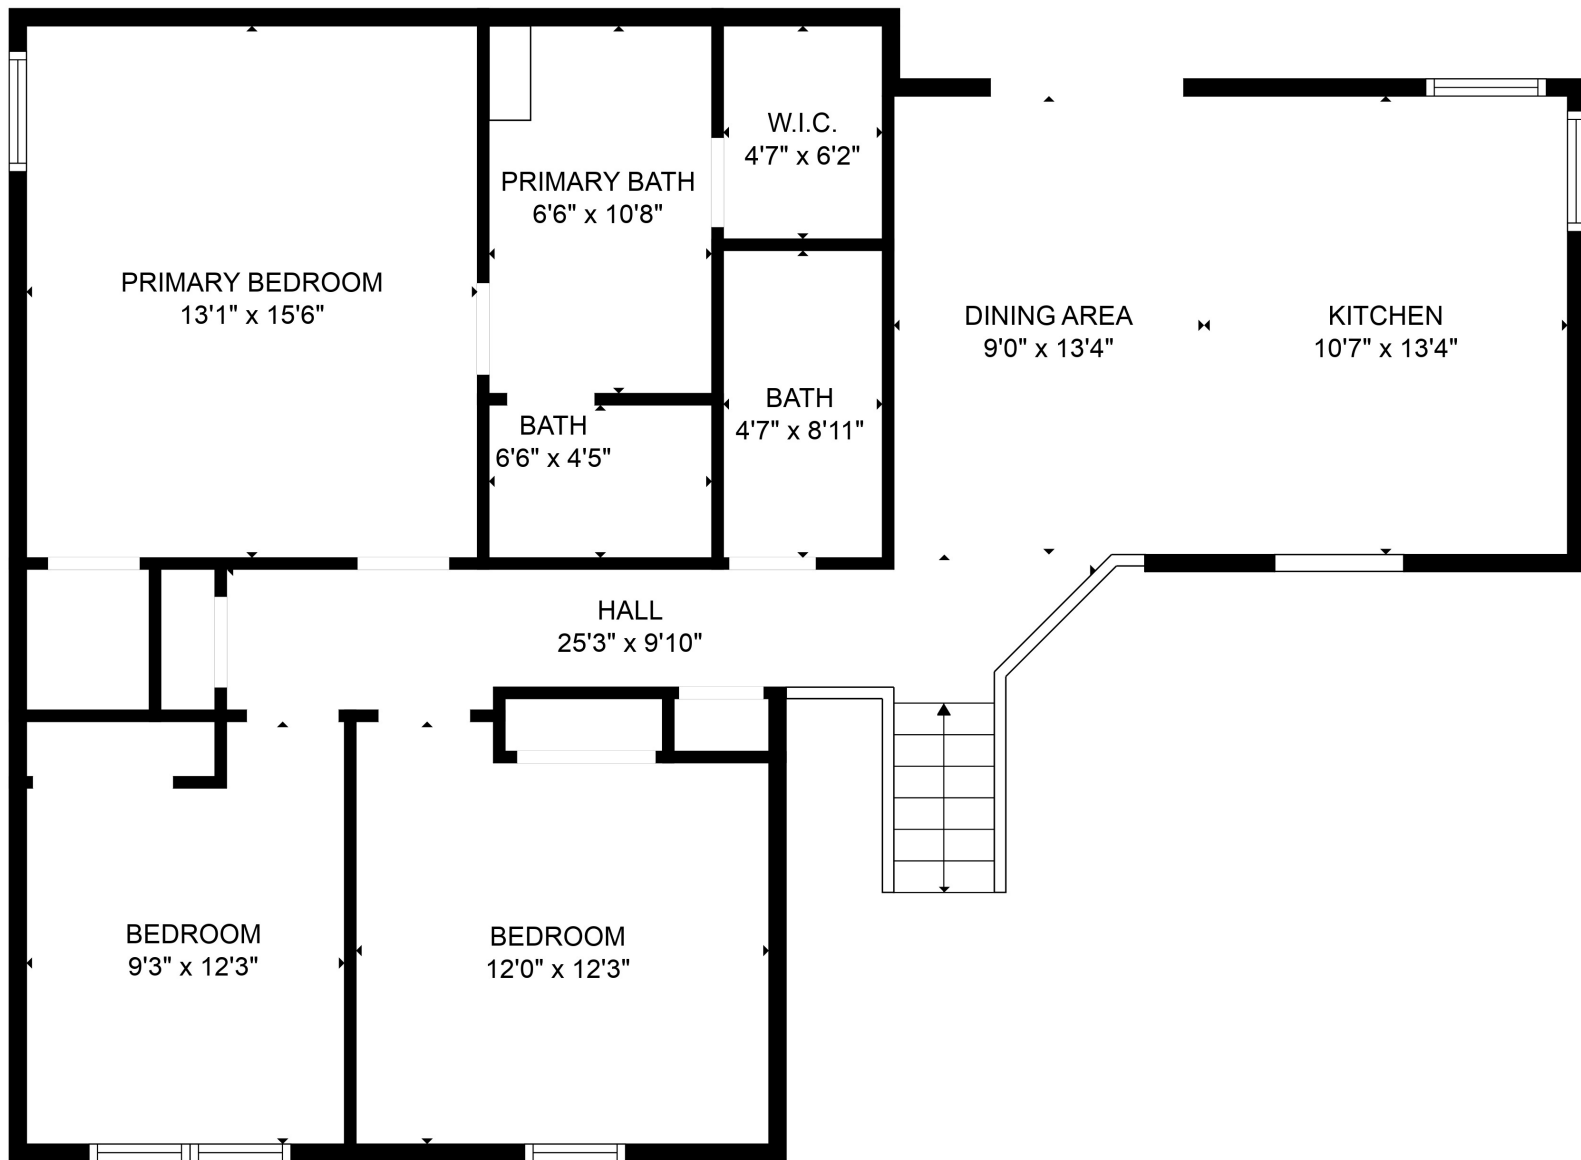 W.I.C.
4'7" x 6'2"
PRIMARY BATH
6'6" x 10'8"
PRIMARY BEDROOM
13'1" x 15'6"
DINING AREA
9'0" x 13'4"
KITCHEN
10'7" x 13'4"
BATH
4'7" x 8'11"
BATH
6'6" x 4'5"
HALL
25'3" x 9'10"
BEDROOM
9'3" x 12'3"
BEDROOM
12'0" x 12'3"